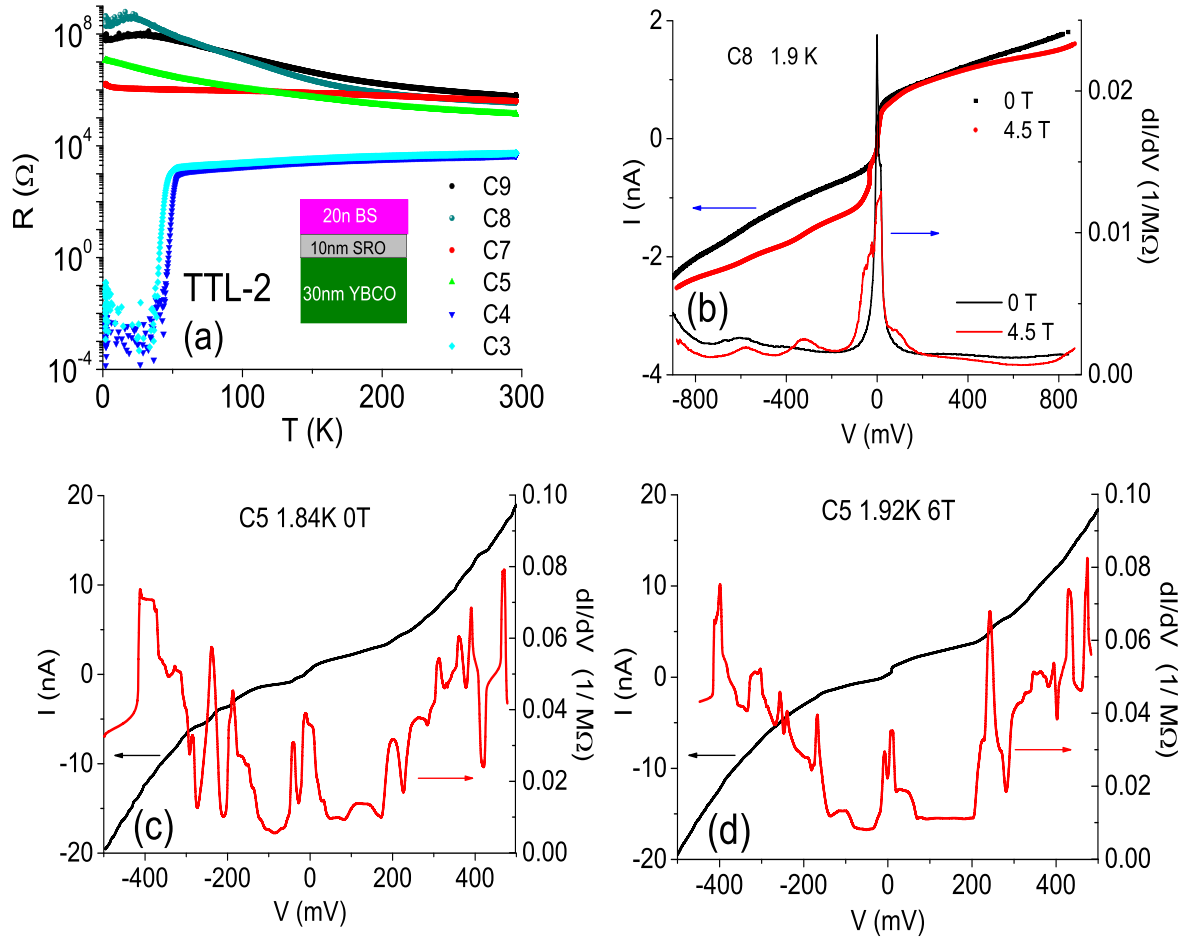 10^8
10^4
10^0
10^-4
R (Ω)
0
100
200
300
T (K)
C9
C8
C7
C5
C4
C3
20n BS
10nm SRO
30nm YBCO
TTL-2
(a)
2
0
-2
-4
I (nA)
C8 1.9 K
0 T
4.5 T
0 T
4.5 T
(b)
0.02
0.01
0.00
dI/dV (1/MΩ)
-800
-400
0
400
800
V (mV)
20
10
0
-10
-20
I (nA)
C5 1.84K 0T
(c)
0.10
0.08
0.06
0.04
0.02
0.00
dI/dV (1/ MΩ)
-400
-200
0
200
400
V (mV)
20
10
0
-10
-20
I (nA)
C5 1.92K 6T
(d)
0.10
0.08
0.06
0.04
0.02
0.00
dI/dV (1/ MΩ)
-400
-200
0
200
400
V (mV)